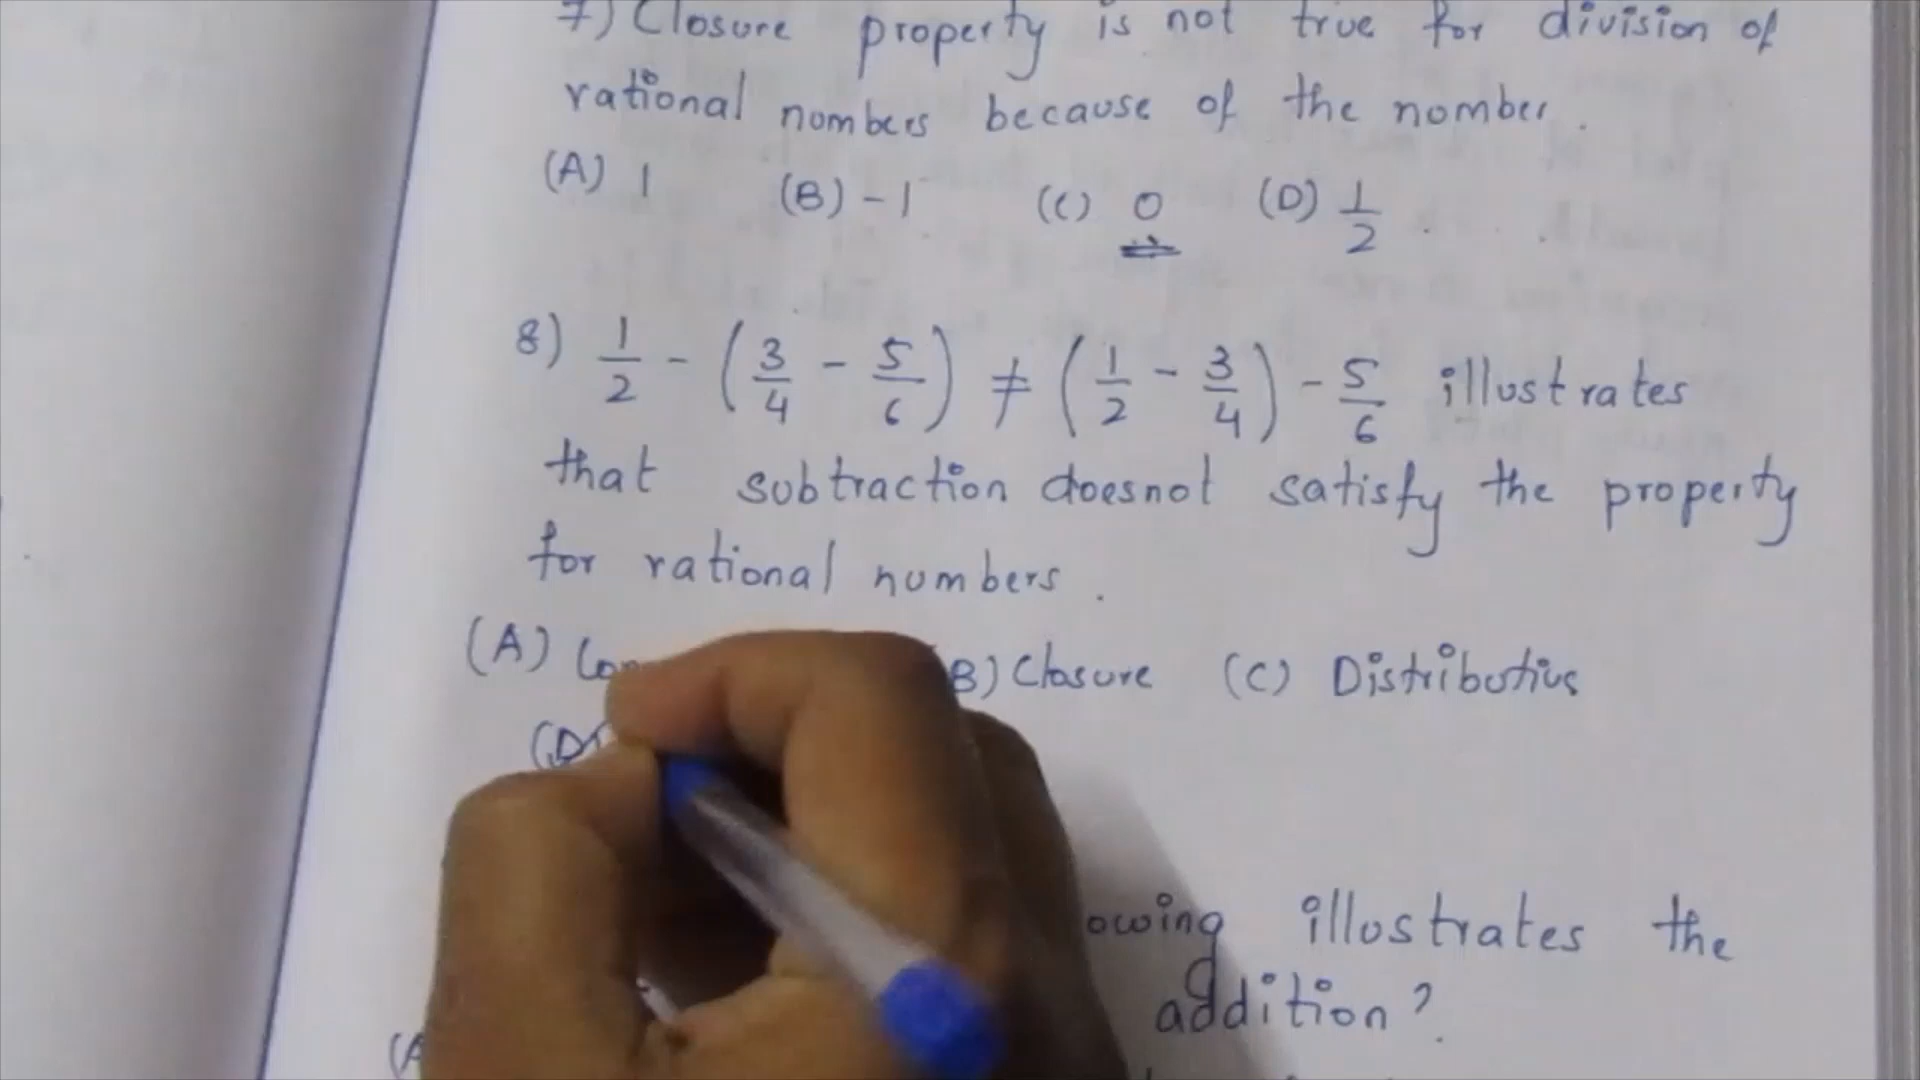 7) Closure property is not true for division of
rational numbers because of the number.
(A) 1 (B) -1 (C) 0 (D) 1/2
8) 1/2 - (3/4 - 5/6) ≠ (1/2 - 3/4) - 5/6 illustrates
that subtraction doesnot satisfy the property
for rational numbers.
(A) (B) Closure (C) Distributive
(D)
illustrates the
addition?
(A